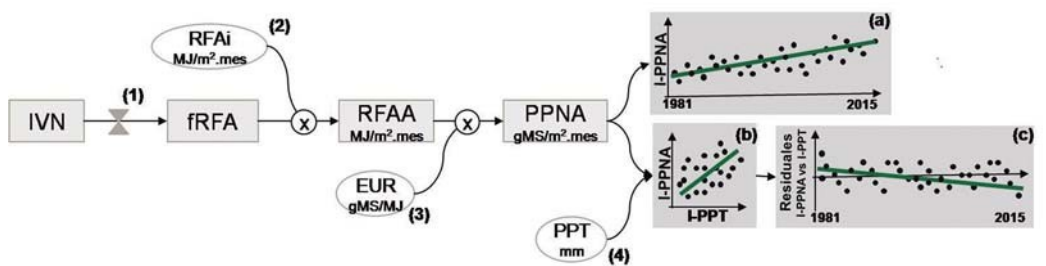 IVN
(1)
fRFA
(2)
RFAi
MJ/m².mes
x
RFAA
MJ/m².mes
EUR
gMS/MJ
(3)
x
PPNA
gMS/m².mes
PPT
mm
(4)
(a)
I-PPNA
1981
2015
(b)
I-PPNA
I-PPT
(c)
Residuales
I-PPNA vs I-PPT
1981
2015